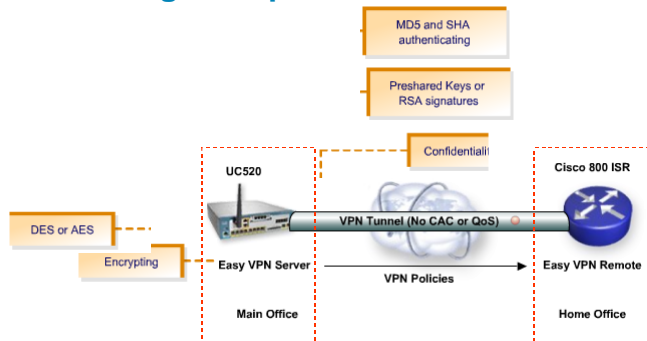 MD5 and SHA
authenticating
Preshared Keys or
RSA signatures
Confidentialit
UC520
Cisco 800 ISR
VPN Tunnel (No CAC or QoS)
DES or AES
Encrypting
Easy VPN Server
Easy VPN Remote
VPN Policies
Main Office
Home Office